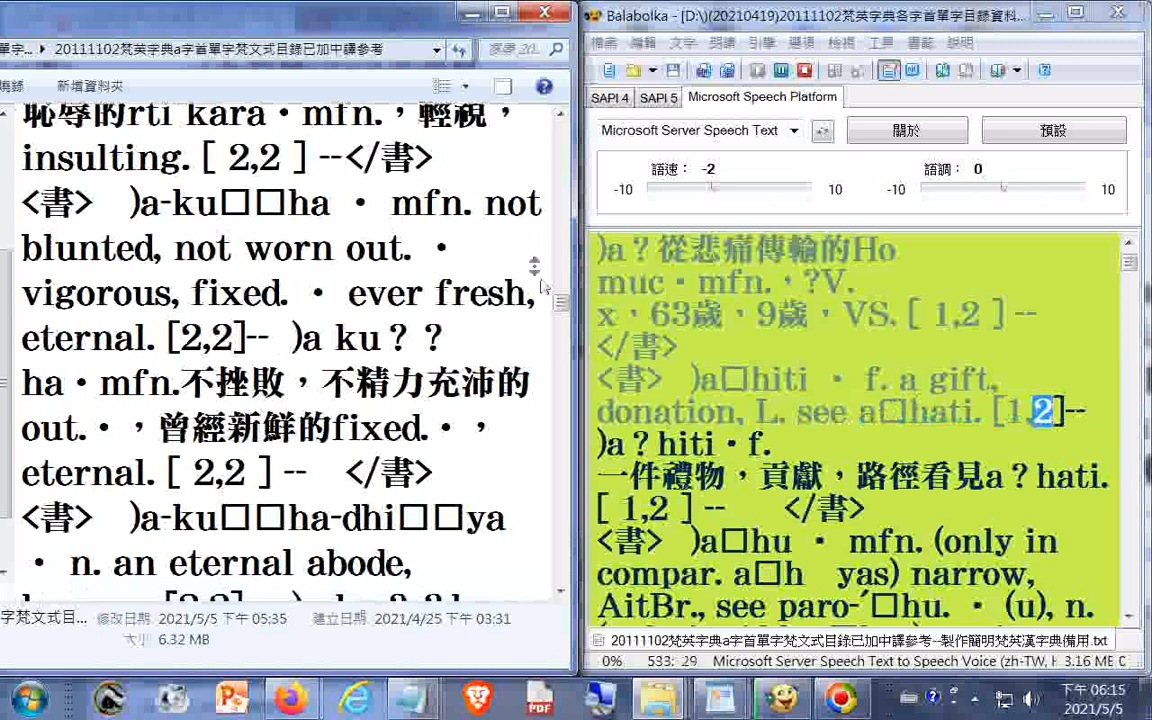 單字... ▸ 20111102梵英字典a字首單字梵文式目錄已加中譯參考
燒錄 新增資料夾
恥辱的rti kara‧mfn.，輕視，
insulting. [ 2,2 ] --</書>
<書> )a-ku□□ha ‧ mfn. not
blunted, not worn out. ‧
vigorous, fixed. ‧ ever fresh,
eternal. [2,2]-- )a ku？？
ha‧mfn.不挫敗，不精力充沛的
out.‧，曾經新鮮的fixed.‧，
eternal. [ 2,2 ] -- </書>
<書> )a-ku□□ha-dhi□□ya
‧ n. an eternal abode,
字梵文式目... 修改日期: 2021/5/5 下午 05:35 建立日期: 2021/4/25 下午 03:31
大小: 6.32 MB
Balabolka - [D:\)(20210419)20111102梵英字典各字首單字目錄資料...
檔案 編輯 文字 朗讀 引擎 選項 檢視 工具 書籤 說明
SAPI 4 SAPI 5 Microsoft Speech Platform
Microsoft Server Speech Text 關於 預設
語速： -2 語調： 0
-10 10 -10 10
)a？從悲痛傳輸的Ho
muc‧mfn.，?V.
x，63歲，9歲，VS. [ 1,2 ] --
</書>
<書> )a□hiti ‧ f. a gift,
donation, L. see a□hati. [1,2]--
)a？hiti‧f.
一件禮物，貢獻，路徑看見a？hati.
[ 1,2 ] -- </書>
<書> )a□hu ‧ mfn. (only in
compar. a□h yas) narrow,
AitBr., see paro-´□hu. ‧ (u), n.
20111102梵英字典a字首單字梵文式目錄已加中譯參考--製作簡明梵英漢字典備用.txt
0% 533: 29 Microsoft Server Speech Text to Speech Voice (zh-TW, H 3.16 MB C
下午 06:15
2021/5/5